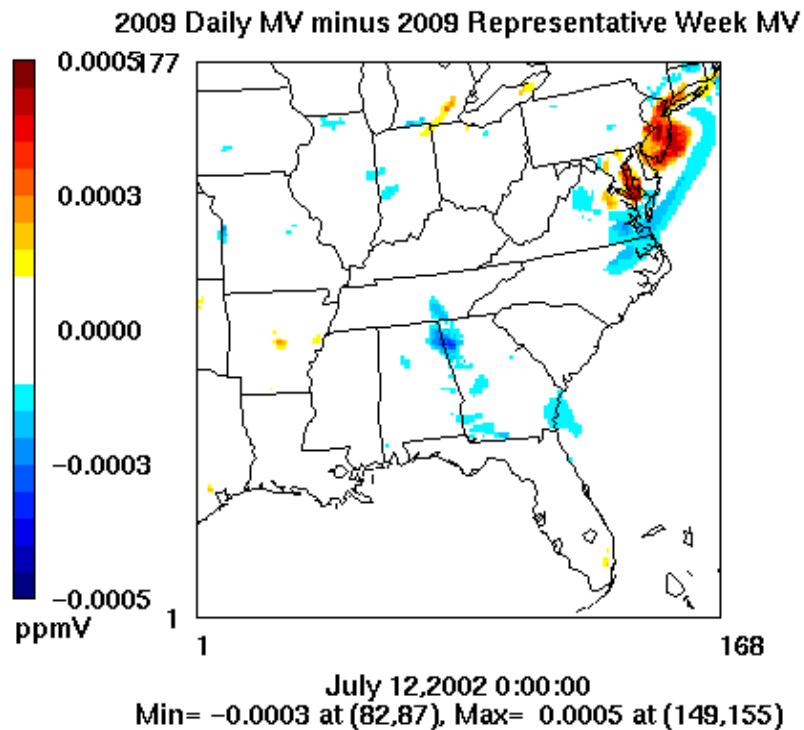 2009 Daily MV minus 2009 Representative Week MV
0.0005
177
0.0003
0.0000
−0.0003
−0.0005
1
ppmV
1
168
July 12,2002 0:00:00
Min= −0.0003 at (82,87), Max= 0.0005 at (149,155)